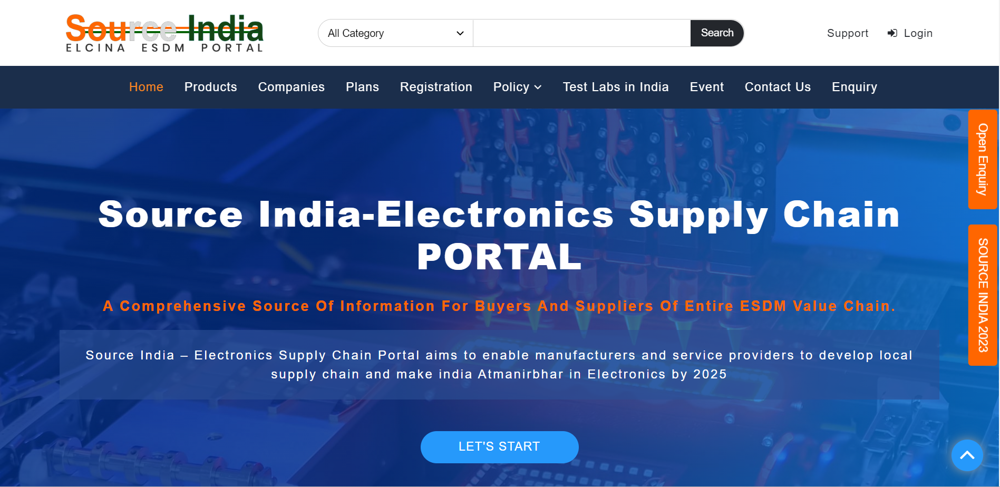 Source India
ELCINA ESDM PORTAL
All Category
Search
Support
Login
Home
Products
Companies
Plans
Registration
Policy
Test Labs in India
Event
Contact Us
Enquiry
Open Enquiry
SOURCE INDIA 2023
Source India-Electronics Supply Chain
PORTAL
A Comprehensive Source Of Information For Buyers And Suppliers Of Entire ESDM Value Chain.
Source India – Electronics Supply Chain Portal aims to enable manufacturers and service providers to develop local
supply chain and make india Atmanirbhar in Electronics by 2025
LET'S START